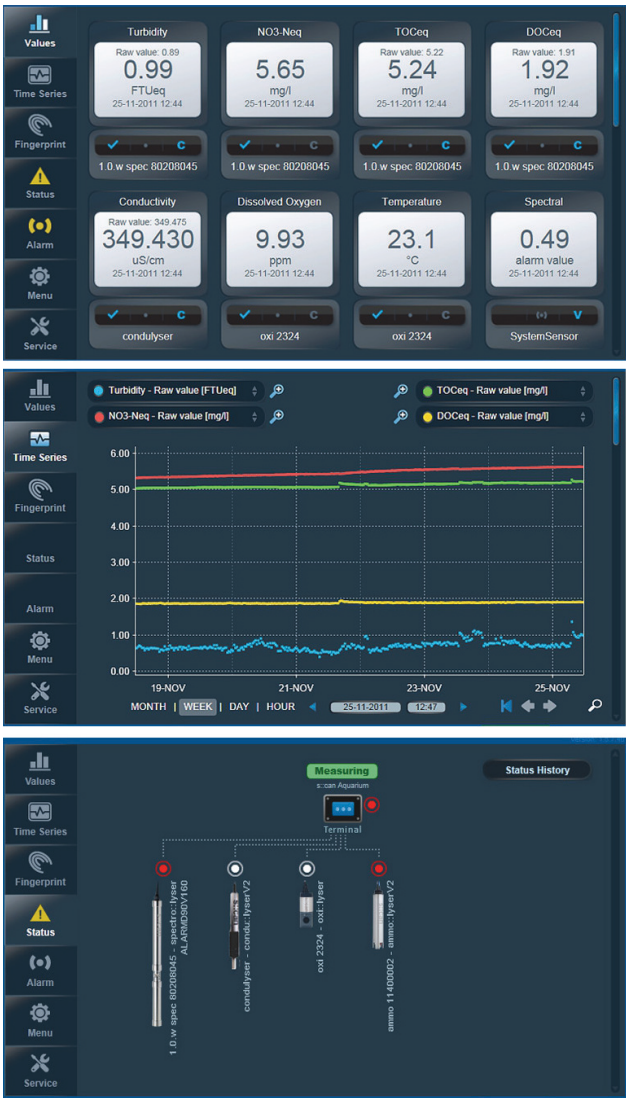 Values
Time Series
Fingerprint
Status
Alarm
Menu
Service
Turbidity
Raw value: 0.89
0.99
FTUeq
25-11-2011 12:44
C
1.0.w spec 80208045
NO3-Neq
5.65
mg/l
25-11-2011 12:44
C
1.0.w spec 80208045
TOCeq
Raw value: 5.22
5.24
mg/l
25-11-2011 12:44
C
1.0.w spec 80208045
DOCeq
Raw value: 1.91
1.92
mg/l
25-11-2011 12:44
C
1.0.w spec 80208045
Conductivity
Raw value: 349.475
349.430
uS/cm
25-11-2011 12:44
C
condulyser
Dissolved Oxygen
9.93
ppm
25-11-2011 12:44
C
oxi 2324
Temperature
23.1
°C
25-11-2011 12:44
C
oxi 2324
Spectral
0.49
alarm value
25-11-2011 12:44
V
SystemSensor
Values
Time Series
Fingerprint
Status
Alarm
Menu
Service
Turbidity - Raw value [FTUeq]
TOCeq - Raw value [mg/l]
NO3-Neq - Raw value [mg/l]
DOCeq - Raw value [mg/l]
6.00
5.00
4.00
3.00
2.00
1.00
0.00
19-NOV 21-NOV 23-NOV 25-NOV
MONTH | WEEK | DAY | HOUR 25-11-2011 12:47
Values
Time Series
Fingerprint
Status
Alarm
Menu
Service
Measuring
s::can Aquarium
Status History
Terminal
1.0.w spec 80208045 - spectro::lyser
ALARMD90V160
condulyser - condu::lyserV2
oxi 2324 - oxi::lyser
ammo 11400002 - ammo::lyserV2